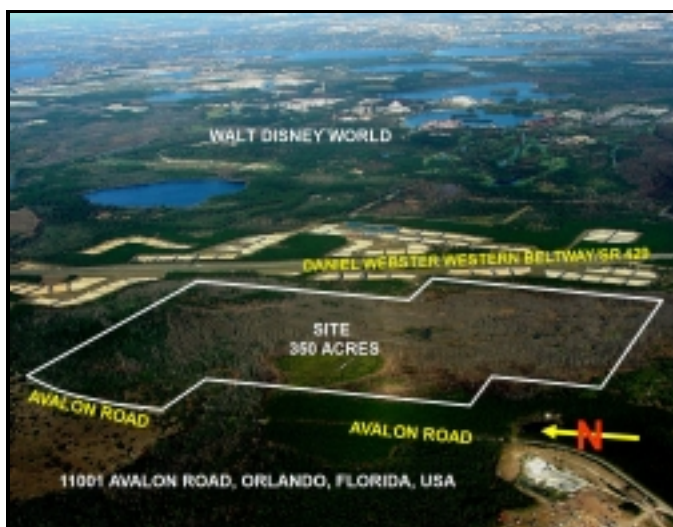 WALT DISNEY WORLD
DANIEL WEBSTER WESTERN BELTWAY/SR 429
SITE
350 ACRES
AVALON ROAD
AVALON ROAD
N
11001 AVALON ROAD, ORLANDO, FLORIDA, USA